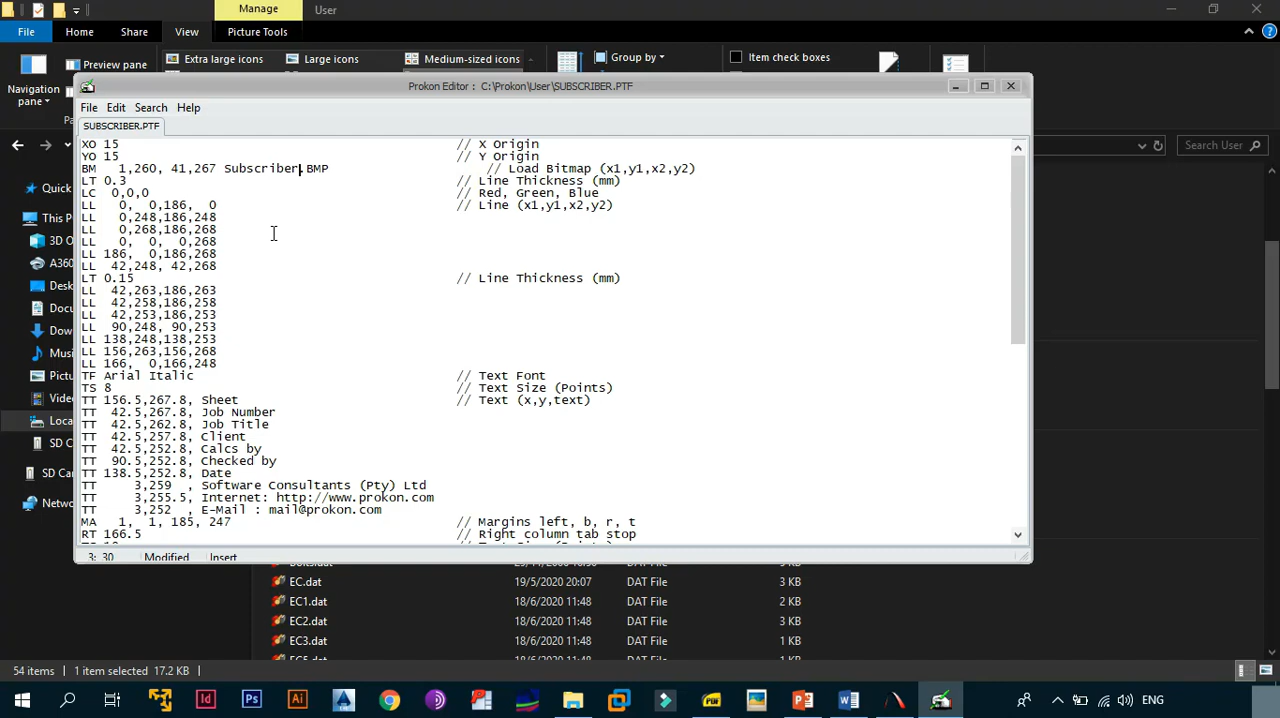 Manage
User
File Home Share View Picture Tools
Preview pane
Extra large icons Large icons Medium-sized icons
Group by
Item check boxes
Navigation pane
Prokon Editor : C:\Prokon\User\SUBSCRIBER.PTF
File Edit Search Help
SUBSCRIBER.PTF
Search User
XO 15 // X Origin
YO 15 // Y Origin
BM 1,260, 41,267 Subscriber.BMP // Load Bitmap (x1,y1,x2,y2)
LT 0.3 // Line Thickness (mm)
LC 0,0,0 // Red, Green, Blue
LL 0, 0,186, 0 // Line (x1,y1,x2,y2)
LL 0,248,186,248
LL 0,268,186,268
LL 0, 0, 0,268
LL 186, 0,186,268
LL 42,248, 42,268
LT 0.15 // Line Thickness (mm)
LL 42,263,186,263
LL 42,258,186,258
LL 42,253,186,253
LL 90,248, 90,253
LL 138,248,138,253
LL 156,263,156,268
LL 166, 0,166,248
TF Arial Italic // Text Font
TS 8 // Text Size (Points)
TT 156.5,267.8, Sheet // Text (x,y,text)
TT 42.5,267.8, Job Number
TT 42.5,262.8, Job Title
TT 42.5,257.8, Client
TT 42.5,252.8, Calcs by
TT 90.5,252.8, Checked by
TT 138.5,252.8, Date
TT 3,259 , Software Consultants (Pty) Ltd
TT 3,255.5, Internet: http://www.prokon.com
TT 3,252 , E-Mail : mail@prokon.com
MA 1, 1, 185, 247 // Margins left, b, r, t
RT 166.5 // Right column tab stop
3: 30 Modified Insert
Quick
This P
3D O
A360
Desk
Docu
Dow
Musi
Pictu
Vide
Loca
SD C
SD Car
Netwo
EC.dat 19/5/2020 20:07 DAT File 3 KB
EC1.dat 18/6/2020 11:48 DAT File 2 KB
EC2.dat 18/6/2020 11:48 DAT File 3 KB
EC3.dat 18/6/2020 11:48 DAT File 1 KB
54 items 1 item selected 17.2 KB
ENG